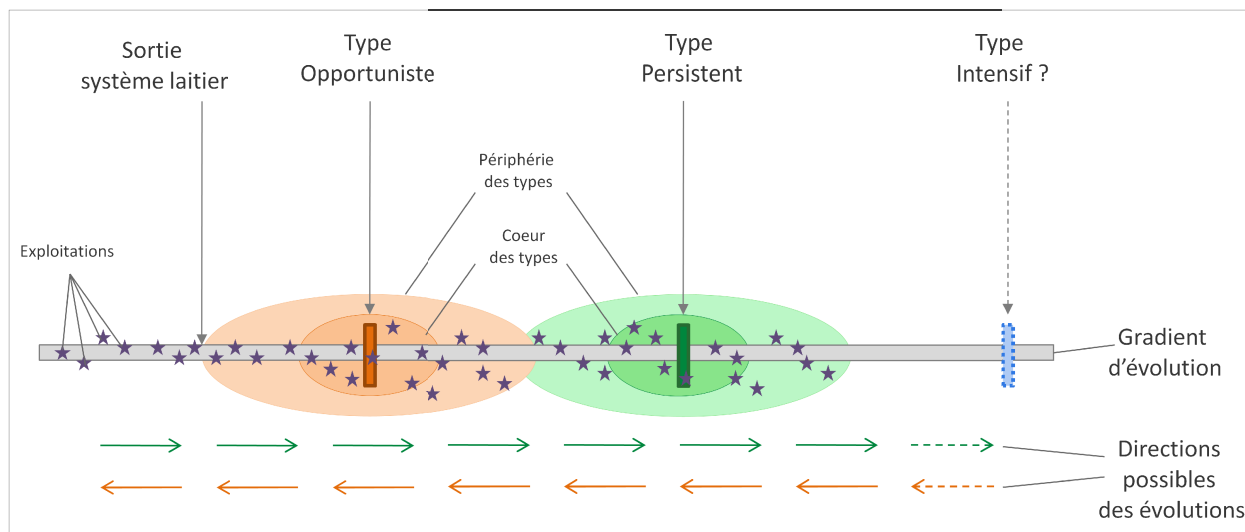 Sortie
système laitier
Type
Opportuniste
Type
Persistent
Type
Intensif ?
Périphérie
des types
Coeur
des types
Exploitations
Gradient
d'évolution
Directions
possibles
des évolutions